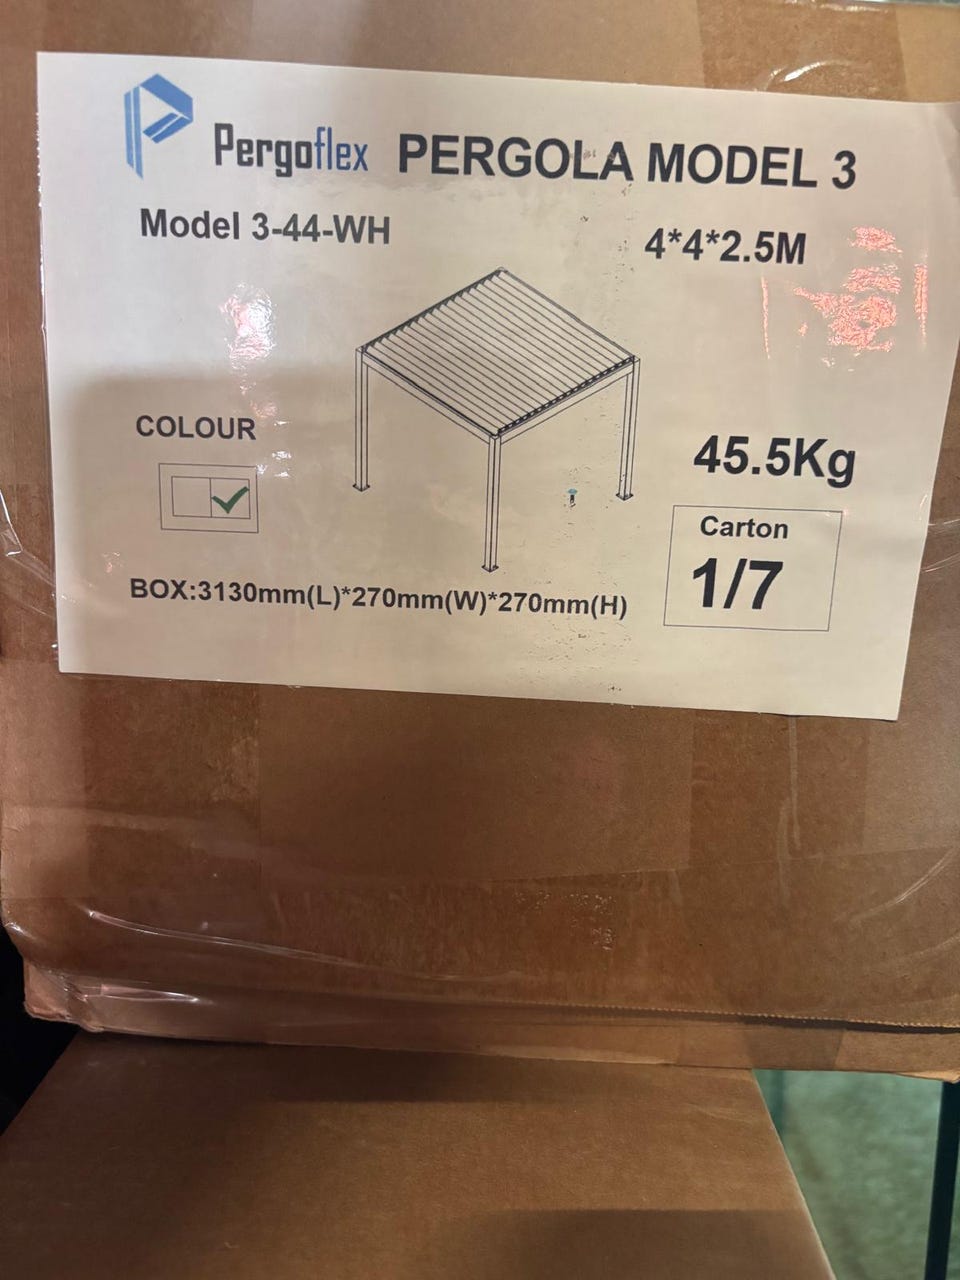 Pergoflex PERGOLA MODEL 3
Model 3-44-WH
4*4*2.5M
COLOUR
45.5Kg
Carton
1/7
BOX:3130mm(L)*270mm(W)*270mm(H)